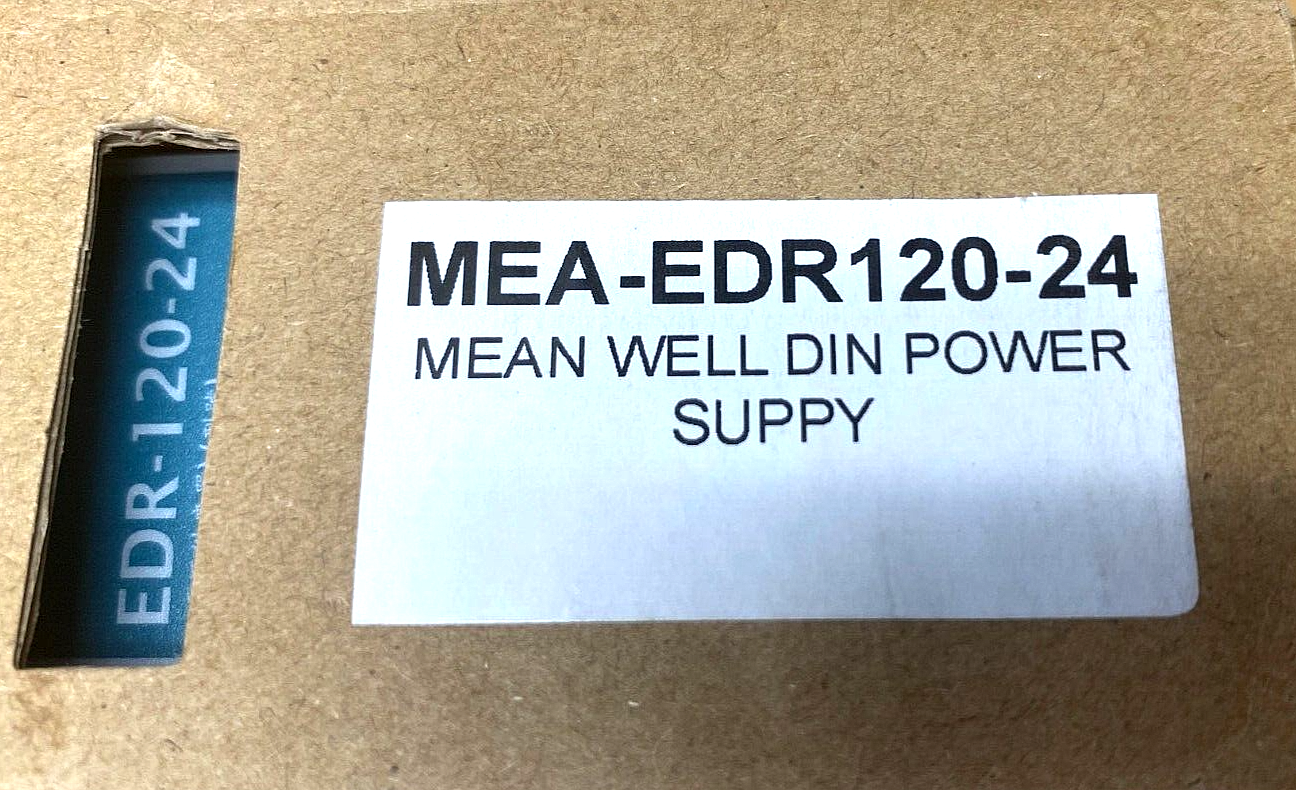 EDR-120-24
MEA-EDR120-24
MEAN WELL DIN POWER
SUPPY